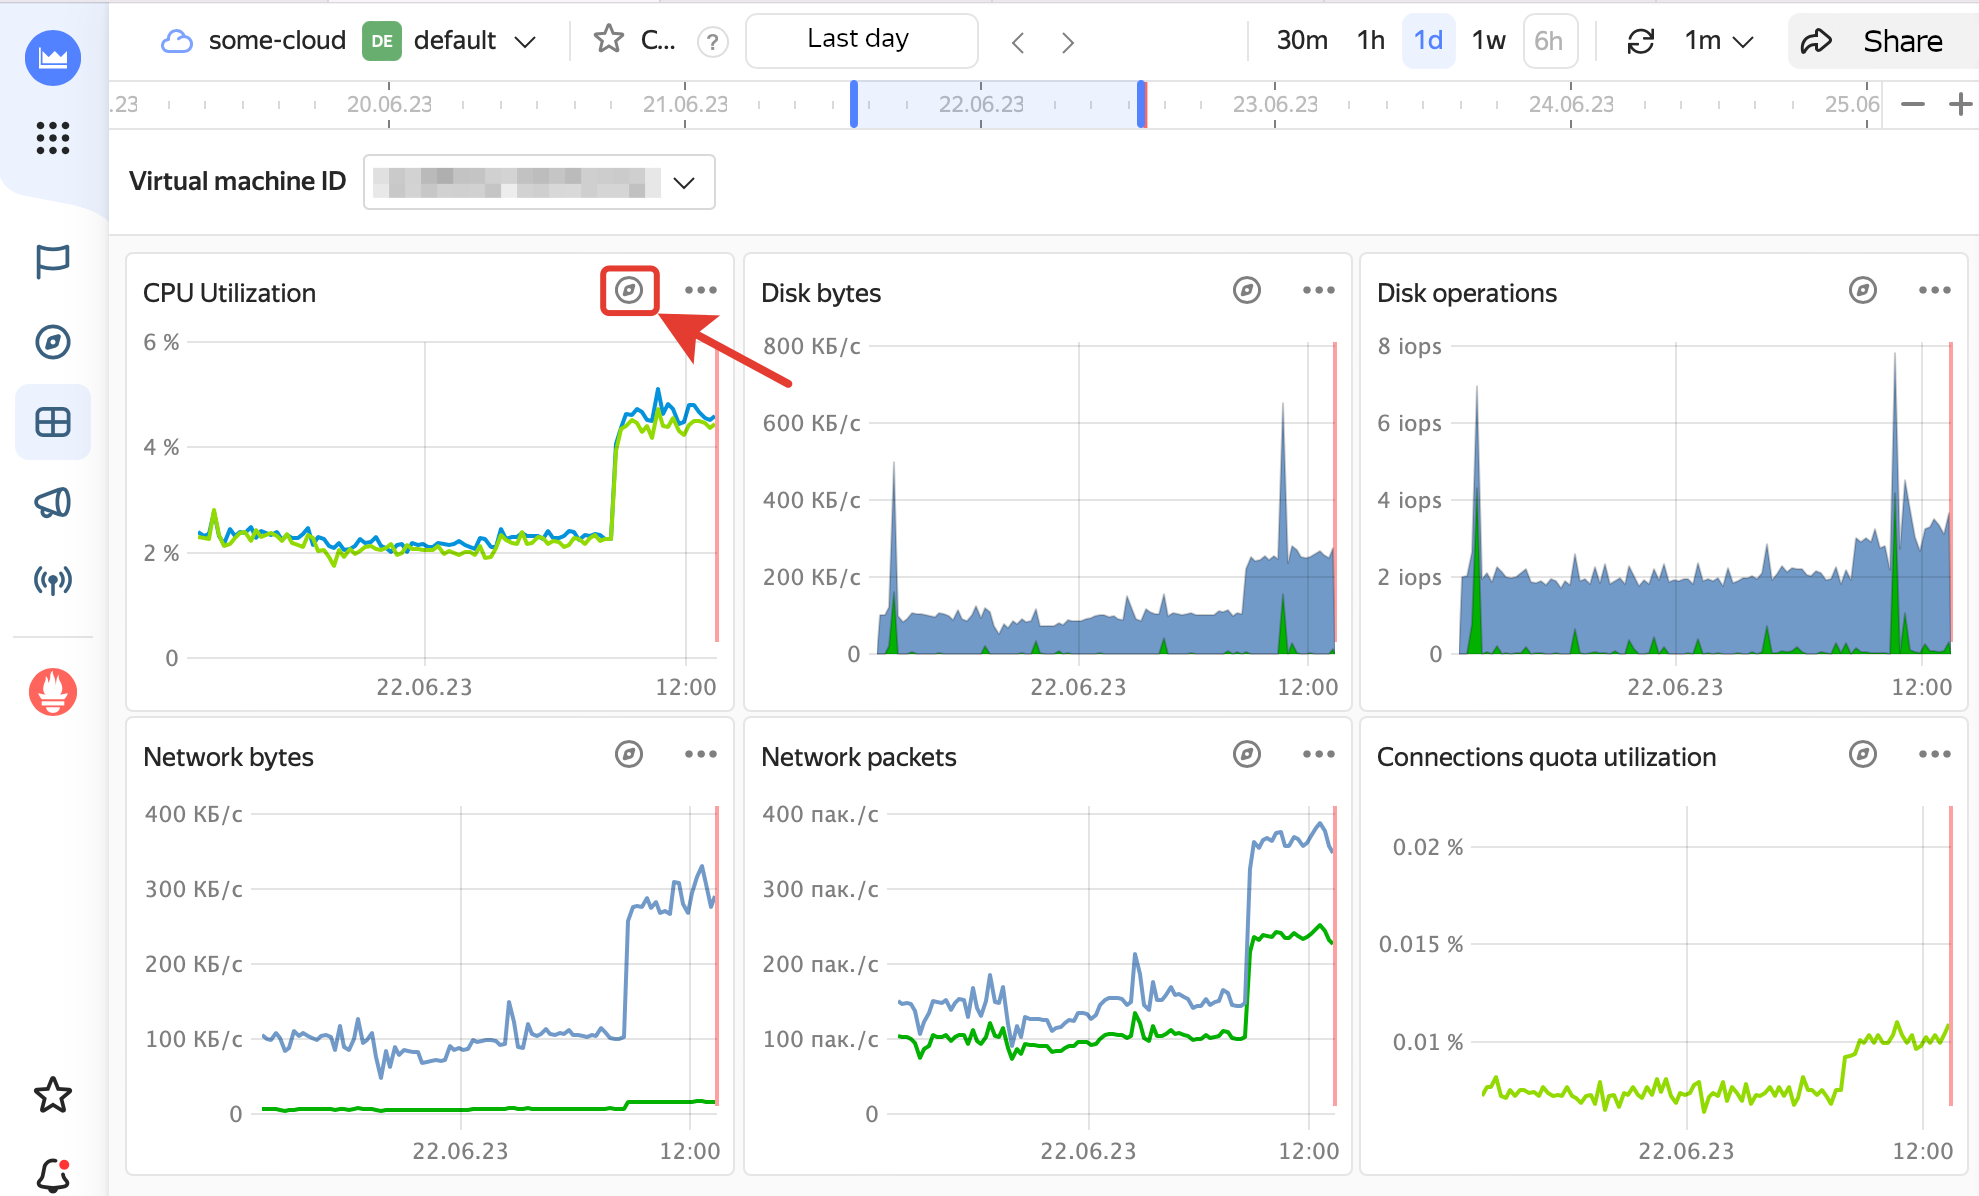 some-cloud DE default C... ? Last day 30m 1h 1d 1w 6h 1m Share
.23 20.06.23 21.06.23 22.06.23 23.06.23 24.06.23 25.06
Virtual machine ID
CPU Utilization
6 %
4 %
2 %
0
22.06.23 12:00
Disk bytes
800 КБ/с
600 КБ/с
400 КБ/с
200 КБ/с
0
22.06.23 12:00
Disk operations
8 iops
6 iops
4 iops
2 iops
0
22.06.23 12:00
Network bytes
400 КБ/с
300 КБ/с
200 КБ/с
100 КБ/с
0
22.06.23 12:00
Network packets
400 пак./с
300 пак./с
200 пак./с
100 пак./с
0
22.06.23 12:00
Connections quota utilization
0.02 %
0.015 %
0.01 %
22.06.23 12:00